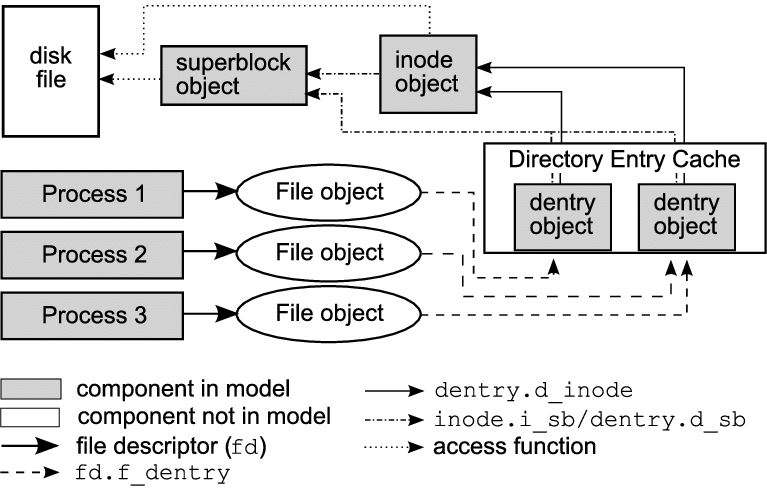 disk
file
superblock
object
inode
object
Directory Entry Cache
dentry
object
dentry
object
Process 1
File object
Process 2
File object
Process 3
File object
component in model
component not in model
file descriptor (fd)
fd.f_dentry
dentry.d_inode
inode.i_sb/dentry.d_sb
access function